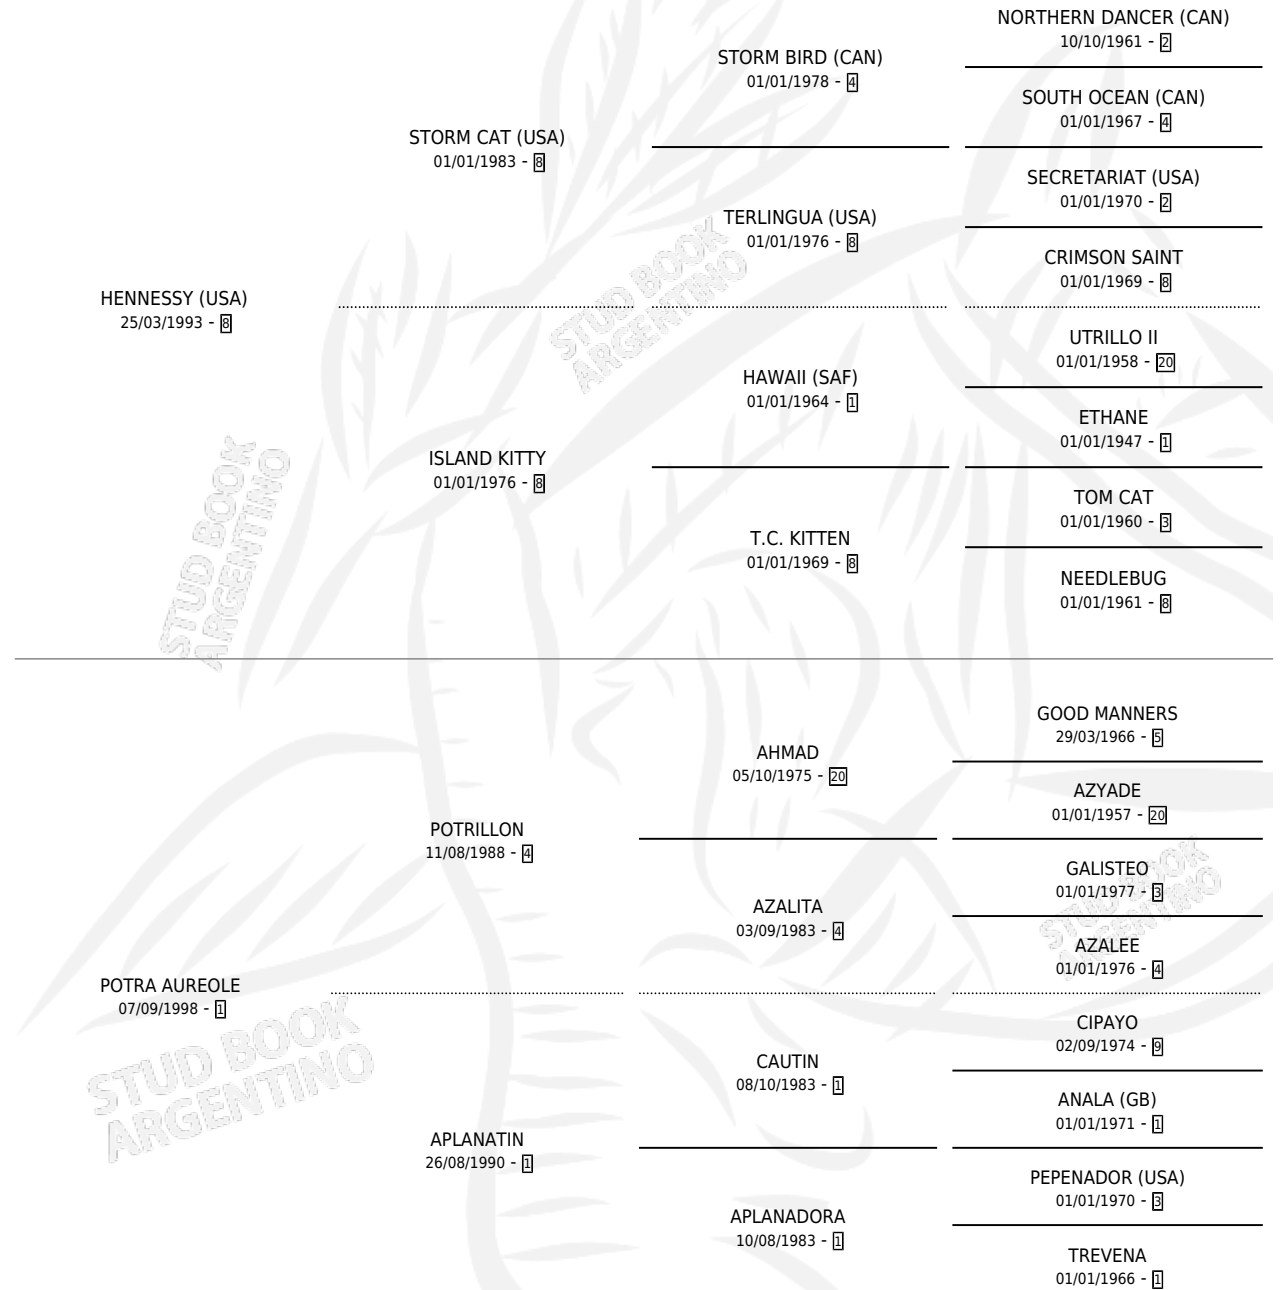 NORTHERN DANCER (CAN)
10/10/1961 - 2
STORM BIRD (CAN)
01/01/1978 - 4
SOUTH OCEAN (CAN)
01/01/1967 - 4
STORM CAT (USA)
01/01/1983 - 8
SECRETARIAT (USA)
01/01/1970 - 2
TERLINGUA (USA)
01/01/1976 - 8
CRIMSON SAINT
01/01/1969 - 8
HENNESSY (USA)
25/03/1993 - 8
UTRILLO II
01/01/1958 - 20
HAWAII (SAF)
01/01/1964 - 1
ETHANE
01/01/1947 - 1
ISLAND KITTY
01/01/1976 - 8
TOM CAT
01/01/1960 - 3
T.C. KITTEN
01/01/1969 - 8
NEEDLEBUG
01/01/1961 - 8
GOOD MANNERS
29/03/1966 - 5
AHMAD
05/10/1975 - 20
AZYADE
01/01/1957 - 20
POTRILLON
11/08/1988 - 4
GALISTEO
01/01/1977 - 3
AZALITA
03/09/1983 - 4
AZALEE
01/01/1976 - 4
POTRA AUREOLE
07/09/1998 - 1
CIPAYO
02/09/1974 - 9
CAUTIN
08/10/1983 - 1
ANALA (GB)
01/01/1971 - 1
APLANATIN
26/08/1990 - 1
PEPENADOR (USA)
01/01/1970 - 3
APLANADORA
10/08/1983 - 1
TREVENA
01/01/1966 - 1
STUD BOOK
ARGENTINO
STUD BOOK
ARGENTINO
STUD BOOK
ARGENTINO
STUD BOOK
ARGENTINO